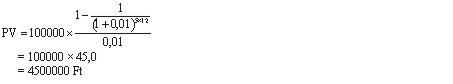 PV = 100000 × (1 − 1/(1+0,01)^5×12)/0,01
= 100000 × 45,0
= 4500000 Ft